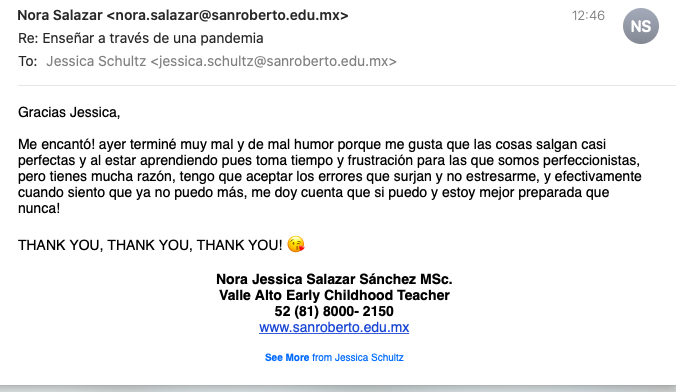 Nora Salazar <nora.salazar@sanroberto.edu.mx>
12:46
NS
Re: Enseñar a través de una pandemia
To: Jessica Schultz <jessica.schultz@sanroberto.edu.mx>
Gracias Jessica,
Me encantó! ayer terminé muy mal y de mal humor porque me gusta que las cosas salgan casi
perfectas y al estar aprendiendo pues toma tiempo y frustración para las que somos perfeccionistas,
pero tienes mucha razón, tengo que aceptar los errores que surjan y no estresarme, y efectivamente
cuando siento que ya no puedo más, me doy cuenta que si puedo y estoy mejor preparada que
nunca!
THANK YOU, THANK YOU, THANK YOU! 😘
Nora Jessica Salazar Sánchez MSc.
Valle Alto Early Childhood Teacher
52 (81) 8000- 2150
www.sanroberto.edu.mx
See More from Jessica Schultz